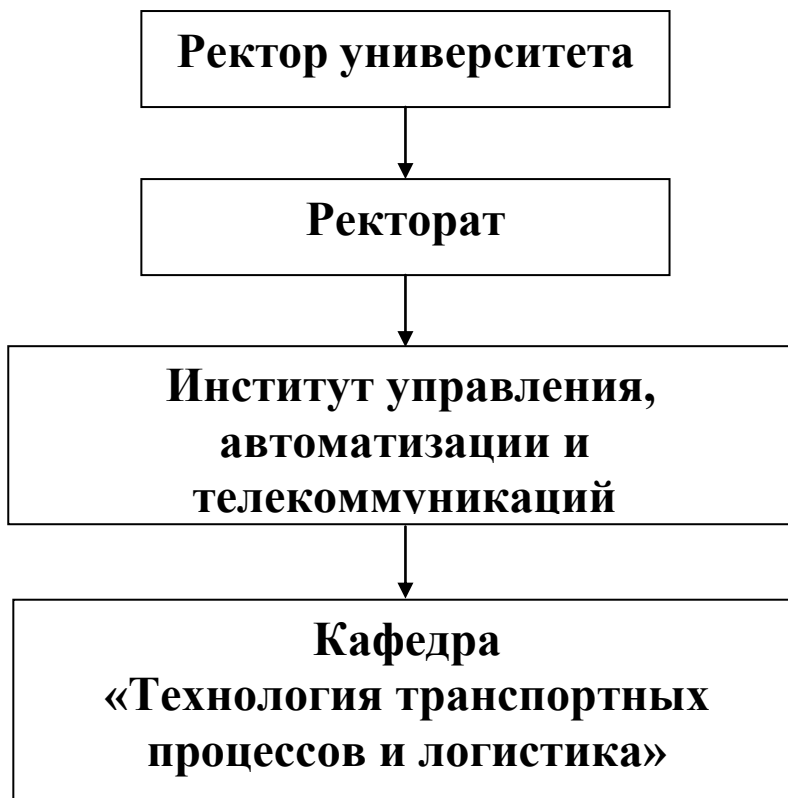 Ректор университета
Ректорат
Институт управления,
автоматизации и
телекоммуникаций
Кафедра
«Технология транспортных
процессов и логистика»